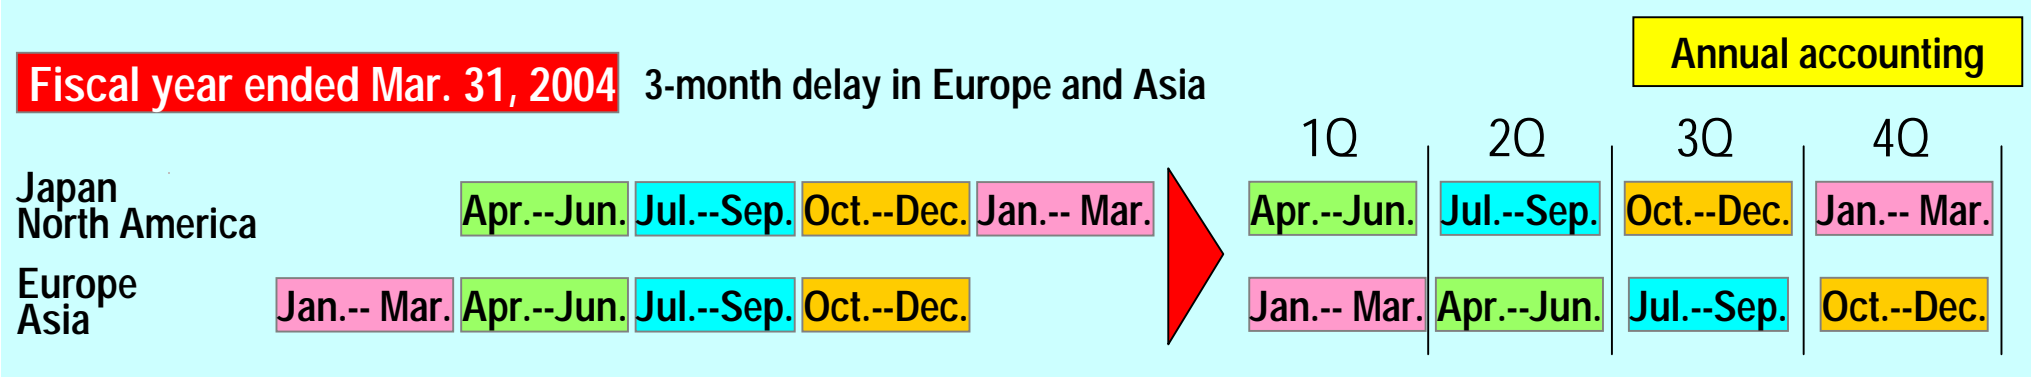 Annual accounting
Fiscal year ended Mar. 31, 2004 3-month delay in Europe and Asia
1Q 2Q 3Q 4Q
Japan
North America
Apr.--Jun. Jul.--Sep. Oct.--Dec. Jan.-- Mar. Apr.--Jun. Jul.--Sep. Oct.--Dec. Jan.-- Mar.
Europe
Asia
Jan.-- Mar. Apr.--Jun. Jul.--Sep. Oct.--Dec. Jan.-- Mar. Apr.--Jun. Jul.--Sep. Oct.--Dec.